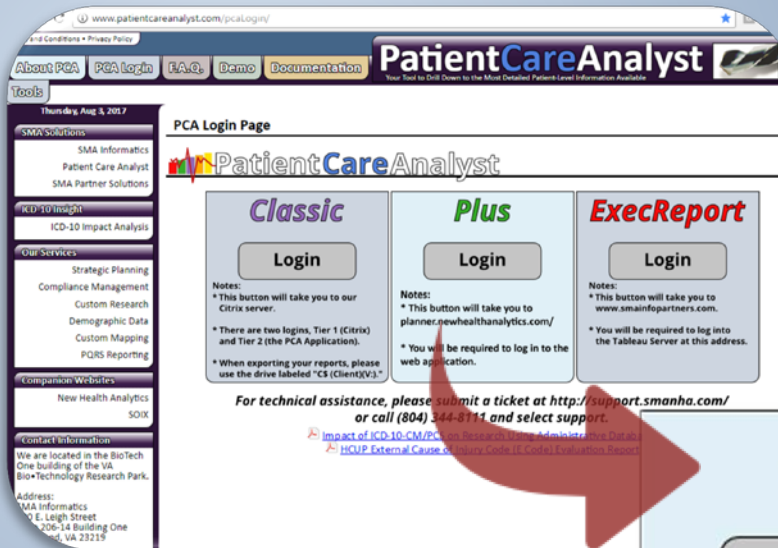 www.patientcareanalyst.com/pcaLogin/
and Conditions • Privacy Policy
About PCA
PCA Login
F.A.Q.
Demo
Documentation
Tools
PatientCareAnalyst
Your Tool to Drill Down to the Most Detailed Patient-Level Information Available
Thursday, Aug 3, 2017
SMA Solutions
SMA Informatics
Patient Care Analyst
SMA Partner Solutions
ICD-10 Insight
ICD-10 Impact Analysis
Our Services
Strategic Planning
Compliance Management
Custom Research
Demographic Data
Custom Mapping
PQRS Reporting
Companion Websites
New Health Analytics
SOIX
Contact Information
We are located in the BioTech
One building of the VA
Bio•Technology Research Park.
Address:
SMA Informatics
E. Leigh Street
206-14 Building One
VA 23219
PCA Login Page
PatientCareAnalyst
Classic
Login
Notes:
* This button will take you to our
Citrix server.
* There are two logins, Tier 1 (Citrix)
and Tier 2 (the PCA Application).
* When exporting your reports, please
use the drive labeled "C$ (Client)(V:)."
Plus
Login
Notes:
* This button will take you to
planner.newhealthanalytics.com/
* You will be required to log in to the
web application.
ExecReport
Login
Notes:
* This button will take you to
www.smainfopartners.com.
* You will be required to log into
the Tableau Server at this address.
For technical assistance, please submit a ticket at http://support.smanha.com/
or call (804) 344-8111 and select support.
Impact of ICD-10-CM/PCS on Research Using Administrative Databa
HCUP External Cause of Injury Code (E Code) Evaluation Report